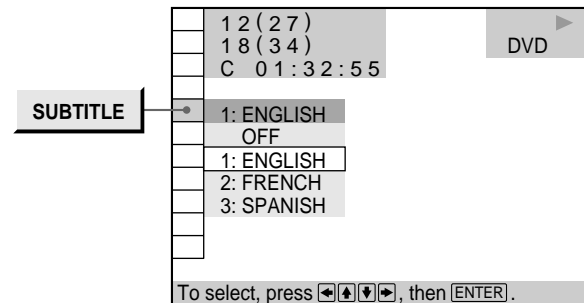 12(27)
18(34)
DVD
C 01:32:55
SUBTITLE
1: ENGLISH
OFF
1: ENGLISH
2: FRENCH
3: SPANISH
To select, press ←↑↓→, then ENTER.